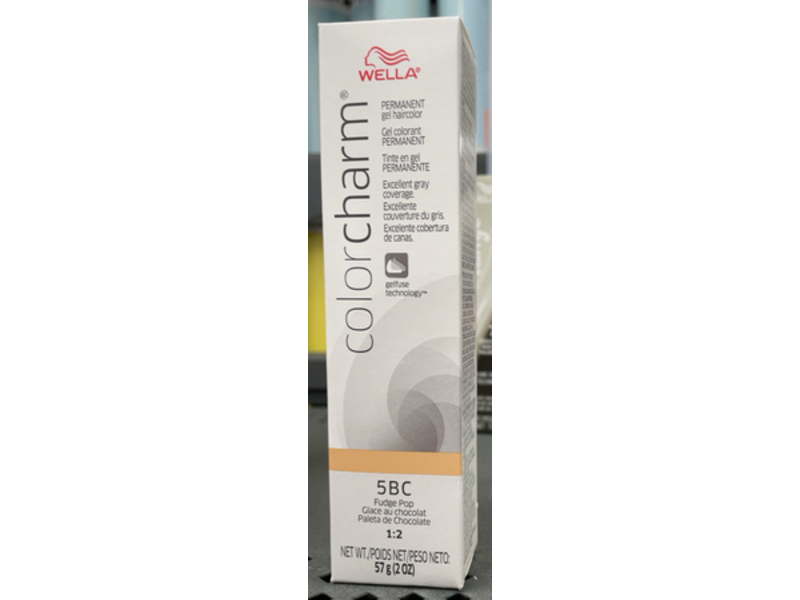 WELLA®
colorcharm®
PERMANENT
gel haircolor
Gel colorant
PERMANENT
Tinte en gel
PERMANENTE
Excellent gray
coverage.
Excellente
couverture du gris.
Excelente cobertura
de canas.
gelfuse
technology™
5BC
Fudge Pop
Glace au chocolat
Paleta de Chocolate
1:2
NET WT./POIDS NET/PESO NETO:
57 g (2 OZ)